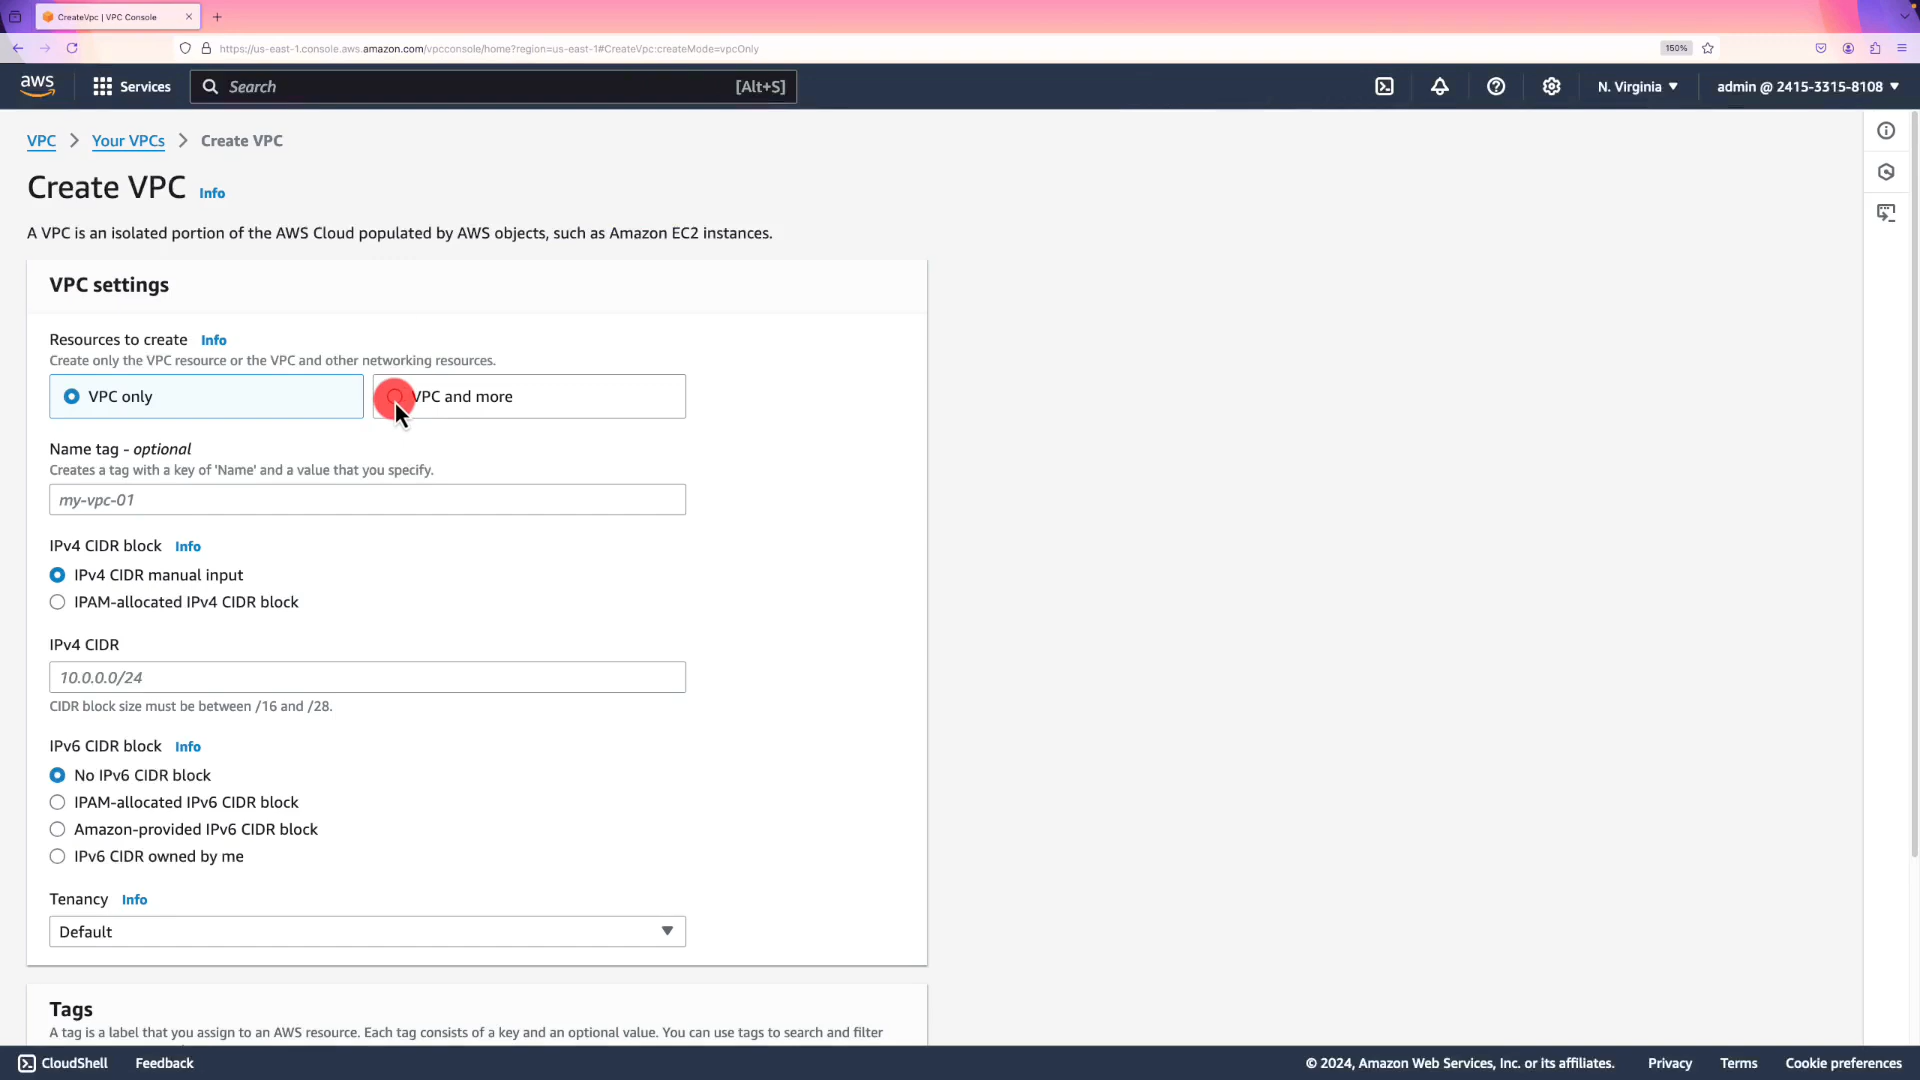 CreateVpc | VPC Console
https://us-east-1.console.aws.amazon.com/vpcconsole/home?region=us-east-1#CreateVpc:createMode=vpcOnly
150%
aws
Services
Search
[Alt+S]
N. Virginia
admin @ 2415-3315-8108
VPC
Your VPCs
Create VPC
Create VPC Info
A VPC is an isolated portion of the AWS Cloud populated by AWS objects, such as Amazon EC2 instances.
VPC settings
Resources to create Info
Create only the VPC resource or the VPC and other networking resources.
VPC only
VPC and more
Name tag - optional
Creates a tag with a key of 'Name' and a value that you specify.
my-vpc-01
IPv4 CIDR block Info
IPv4 CIDR manual input
IPAM-allocated IPv4 CIDR block
IPv4 CIDR
10.0.0.0/24
CIDR block size must be between /16 and /28.
IPv6 CIDR block Info
No IPv6 CIDR block
IPAM-allocated IPv6 CIDR block
Amazon-provided IPv6 CIDR block
IPv6 CIDR owned by me
Tenancy Info
Default
Tags
A tag is a label that you assign to an AWS resource. Each tag consists of a key and an optional value. You can use tags to search and filter
CloudShell
Feedback
© 2024, Amazon Web Services, Inc. or its affiliates.
Privacy
Terms
Cookie preferences